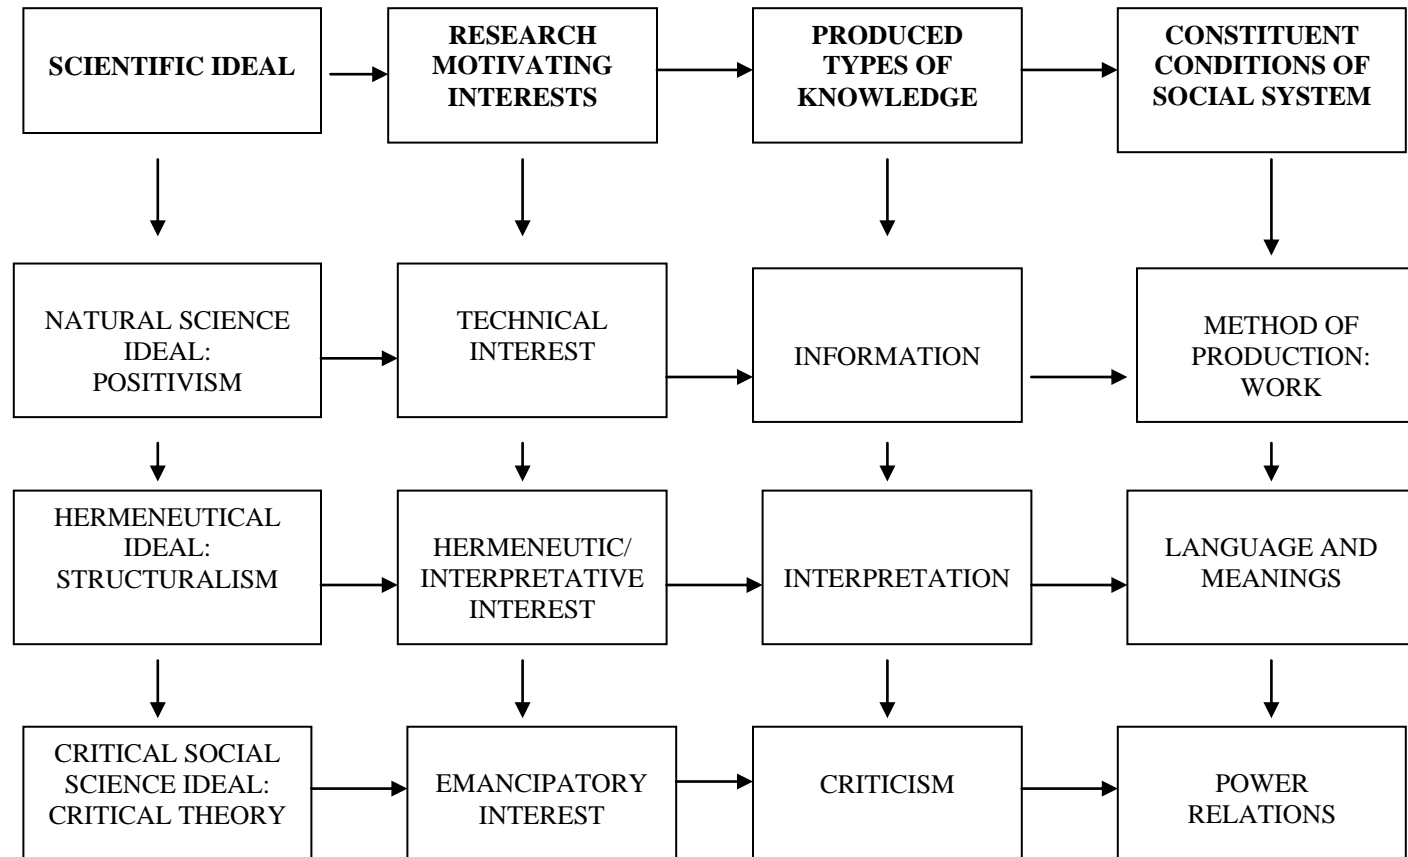 SCIENTIFIC IDEAL
RESEARCH
MOTIVATING
INTERESTS
PRODUCED
TYPES OF
KNOWLEDGE
CONSTITUENT
CONDITIONS OF
SOCIAL SYSTEM
NATURAL SCIENCE
IDEAL:
POSITIVISM
TECHNICAL
INTEREST
INFORMATION
METHOD OF
PRODUCTION:
WORK
HERMENEUTICAL
IDEAL:
STRUCTURALISM
HERMENEUTIC/
INTERPRETATIVE
INTEREST
INTERPRETATION
LANGUAGE AND
MEANINGS
CRITICAL SOCIAL
SCIENCE IDEAL:
CRITICAL THEORY
EMANCIPATORY
INTEREST
CRITICISM
POWER
RELATIONS